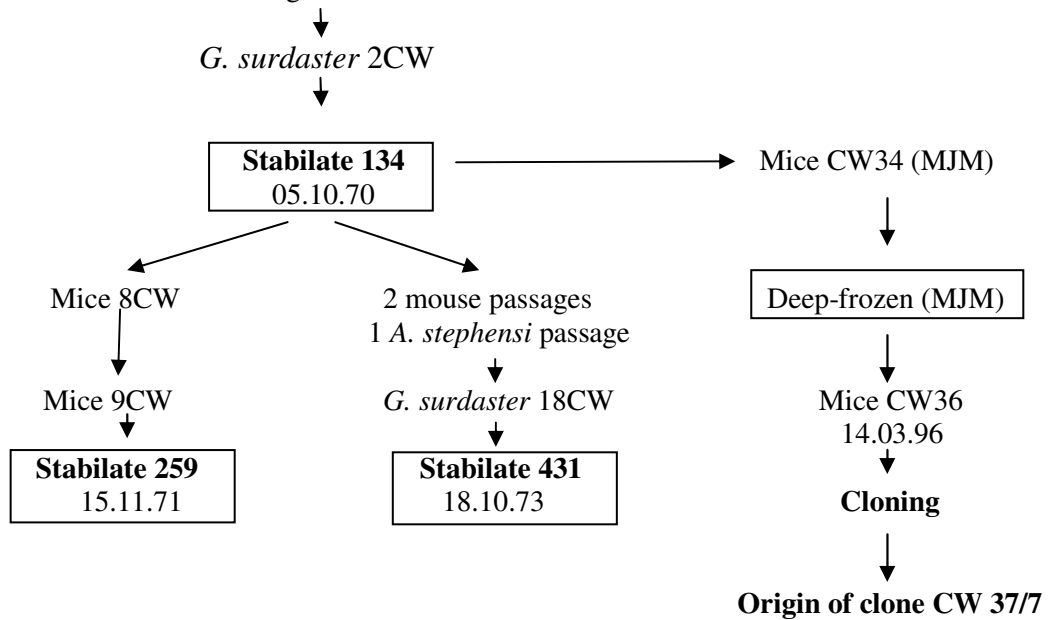 G. surdaster 2CW
Stabilate 134
05.10.70
Mice CW34 (MJM)
Mice 8CW
2 mouse passages
1 A. stephensi passage
Deep-frozen (MJM)
Mice 9CW
G. surdaster 18CW
Mice CW36
14.03.96
Stabilate 259
15.11.71
Stabilate 431
18.10.73
Cloning
Origin of clone CW 37/7